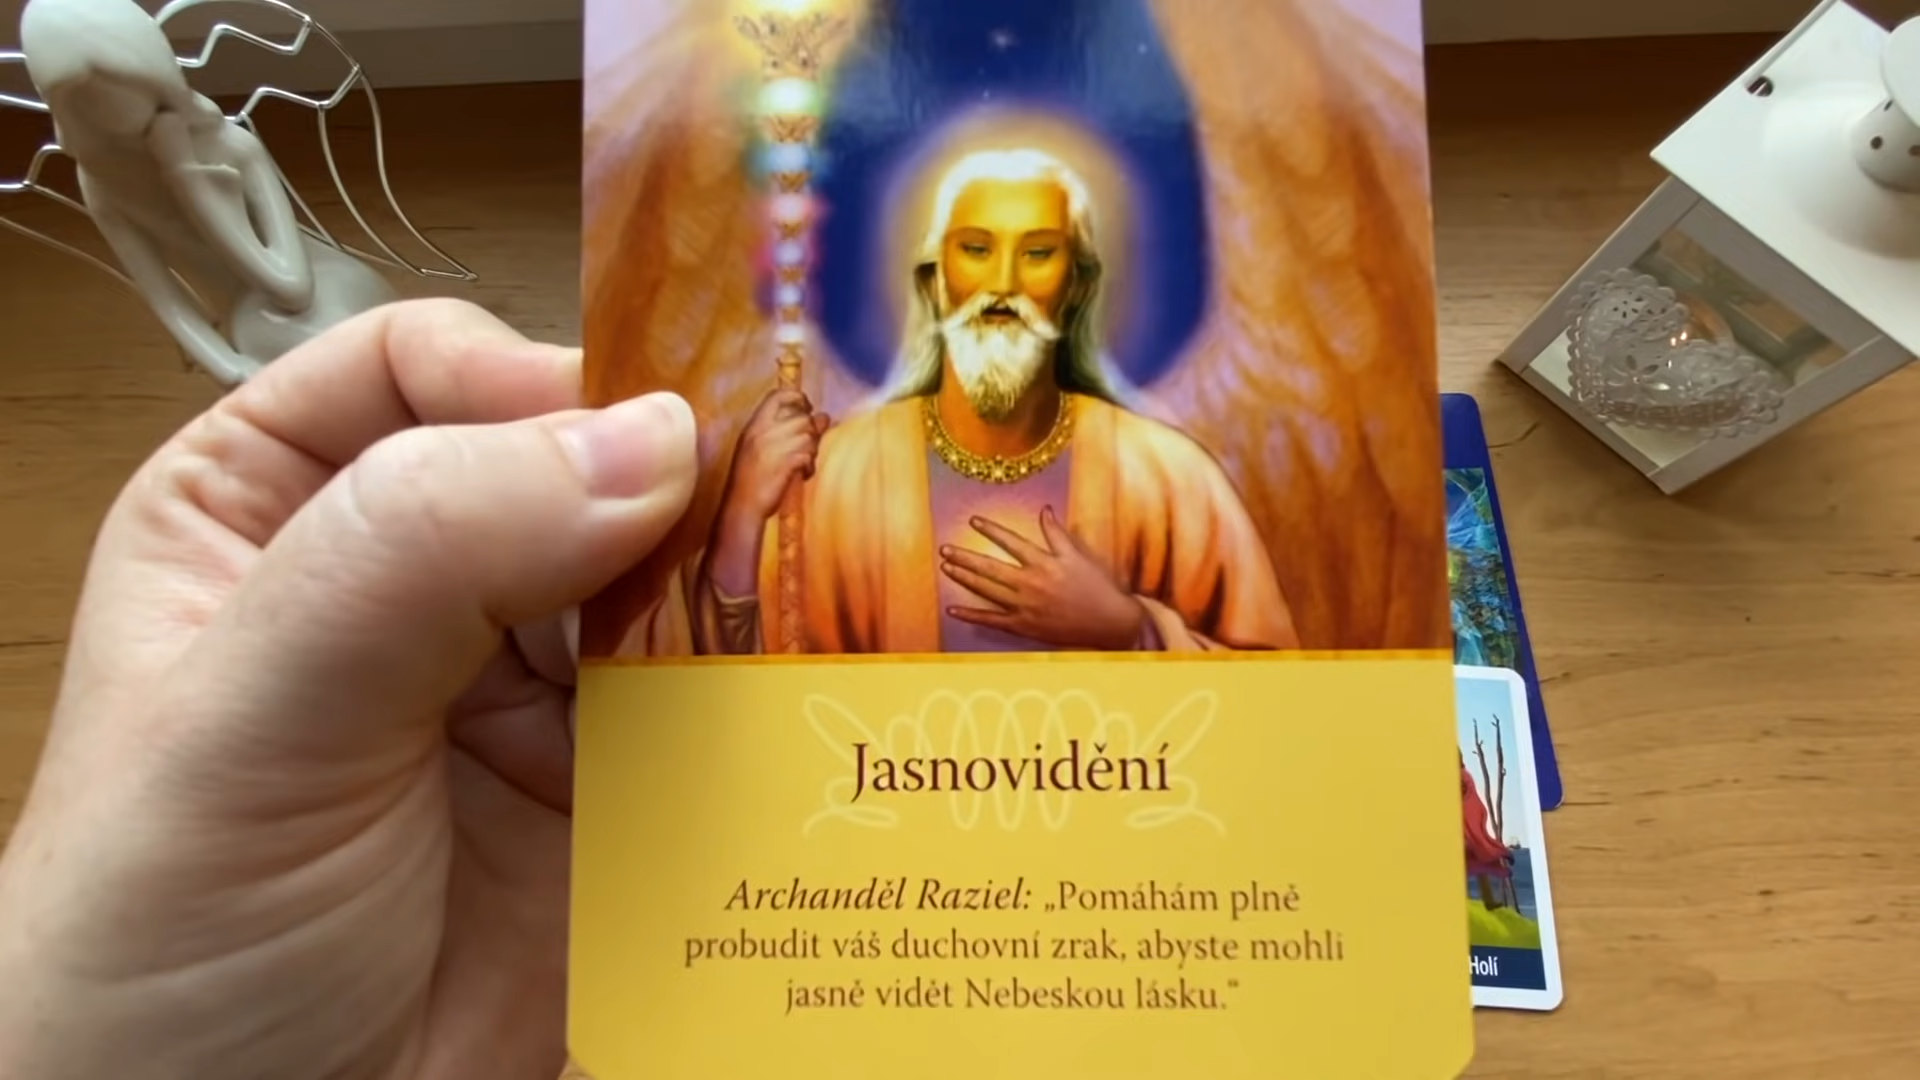 Jasnovidění
Archanděl Raziel: „Pomáhám plně
probudit váš duchovní zrak, abyste mohli
jasně vidět Nebeskou lásku.“
Holí